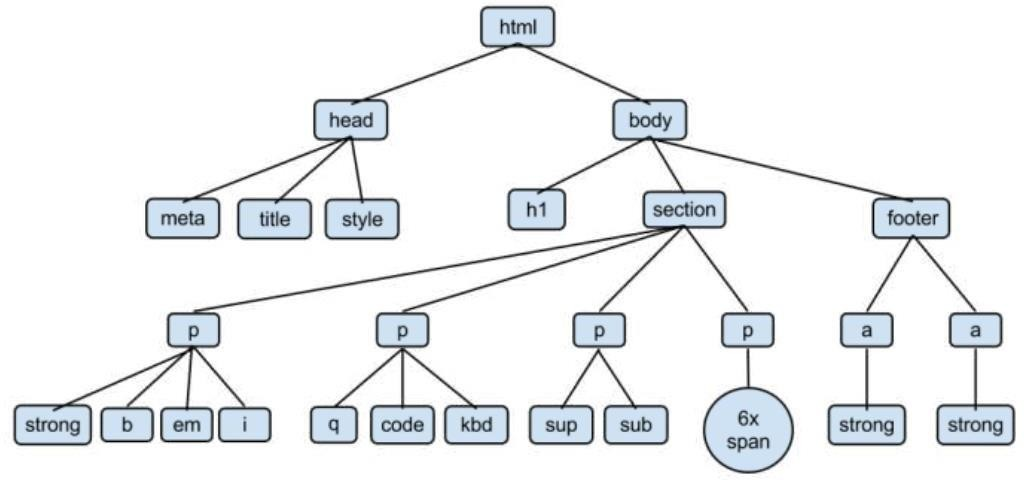 html
head
body
meta
title
style
h1
section
footer
p
p
p
p
a
a
strong
b
em
i
q
code
kbd
sup
sub
6x
span
strong
strong